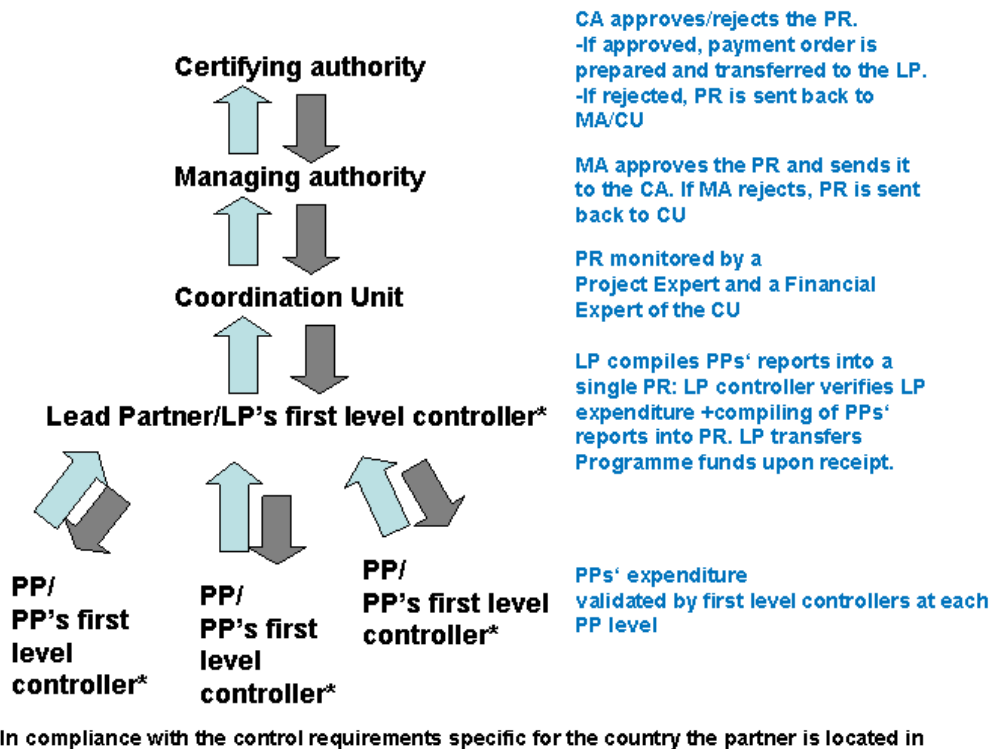 CA approves/rejects the PR.
-If approved, payment order is
prepared and transferred to the LP.
-If rejected, PR is sent back to
MA/CU
Certifying authority
MA approves the PR and sends it
to the CA. If MA rejects, PR is sent
back to CU
Managing authority
PR monitored by a
Project Expert and a Financial
Expert of the CU
Coordination Unit
LP compiles PPs‘ reports into a
single PR: LP controller verifies LP
expenditure +compiling of PPs‘
reports into PR. LP transfers
Programme funds upon receipt.
Lead Partner/LP’s first level controller*
PP/
PP’s first
level
controller*
PP/
PP’s first
level
controller*
PP/
PP’s first level
controller*
PPs‘ expenditure
validated by first level controllers at each
PP level
In compliance with the control requirements specific for the country the partner is located in